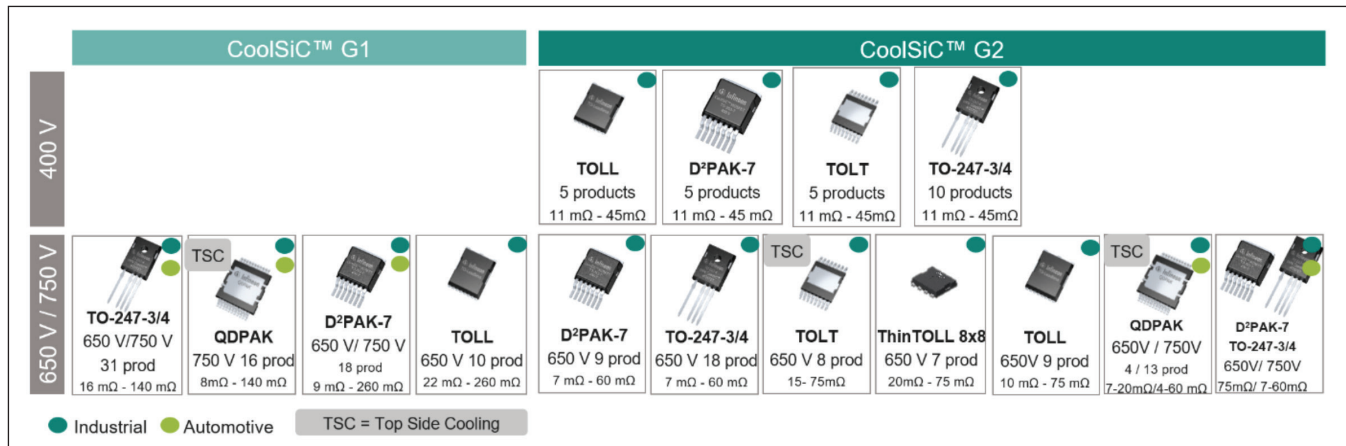 CoolSiC™ G1
CoolSiC™ G2
400 V
TOLL
5 products
11 mΩ - 45mΩ
D²PAK-7
5 products
11 mΩ - 45 mΩ
TOLT
5 products
11 mΩ -45mΩ
TO-247-3/4
10 products
11 mΩ - 45mΩ
650 V / 750 V
TO-247-3/4
650 V/750 V
31 prod
16 mΩ - 140 mΩ
TSC
QDPAK
750 V 16 prod
8mΩ - 140 mΩ
D²PAK-7
650 V/ 750 V
18 prod
9 mΩ - 260 mΩ
TOLL
650 V 10 prod
22 mΩ - 260 mΩ
D²PAK-7
650 V 9 prod
7 mΩ - 60 mΩ
TO-247-3/4
650 V 18 prod
7 mΩ - 60 mΩ
TSC
TOLT
650 V 8 prod
15- 75mΩ
ThinTOLL 8x8
650 V 7 prod
20mΩ - 75 mΩ
TOLL
650V 9 prod
10 mΩ - 75 mΩ
TSC
QDPAK
650V / 750V
4 / 13 prod
7-20mΩ/4-60 mΩ
D²PAK-7
TO-247-3/4
650V/ 750V
75mΩ/ 7-60mΩ
Industrial
Automotive
TSC = Top Side Cooling